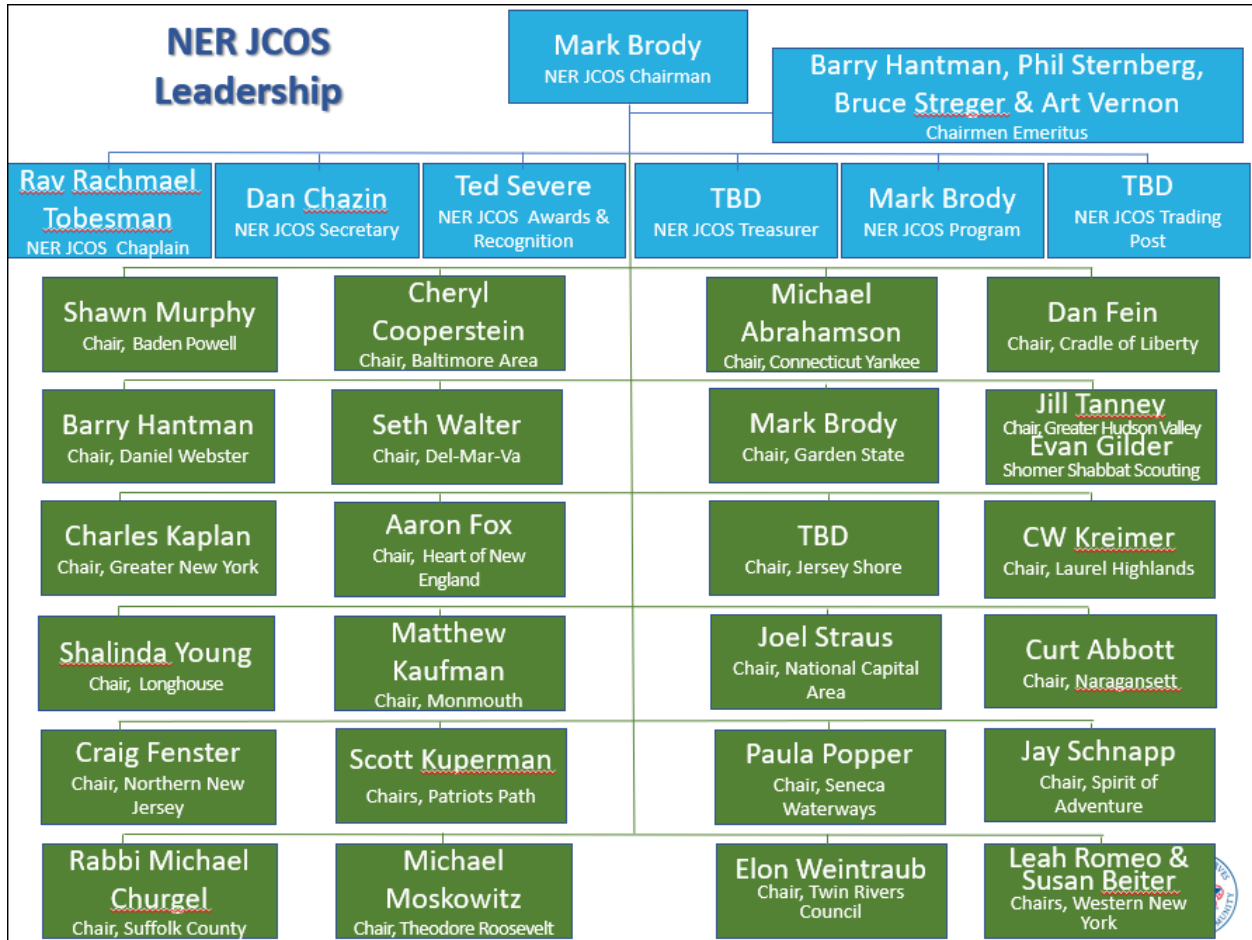 NER JCOS
Leadership
Mark Brody
NER JCOS Chairman
Barry Hantman, Phil Sternberg,
Bruce Streger & Art Vernon
Chairmen Emeritus
Rav Rachmael
Tobesman
NER JCOS Chaplain
Dan Chazin
NER JCOS Secretary
Ted Severe
NER JCOS Awards &
Recognition
TBD
NER JCOS Treasurer
Mark Brody
NER JCOS Program
TBD
NER JCOS Trading
Post
Shawn Murphy
Chair, Baden Powell
Cheryl
Cooperstein
Chair, Baltimore Area
Michael
Abrahamson
Chair, Connecticut Yankee
Dan Fein
Chair, Cradle of Liberty
Barry Hantman
Chair, Daniel Webster
Seth Walter
Chair, Del-Mar-Va
Mark Brody
Chair, Garden State
Jill Tanney
Chair, Greater Hudson Valley
Evan Gilder
Shomer Shabbat Scouting
Charles Kaplan
Chair, Greater New York
Aaron Fox
Chair, Heart of New
England
TBD
Chair, Jersey Shore
CW Kreimer
Chair, Laurel Highlands
Shalinda Young
Chair, Longhouse
Matthew
Kaufman
Chair, Monmouth
Joel Straus
Chair, National Capital
Area
Curt Abbott
Chair, Naragansett
Craig Fenster
Chair, Northern New
Jersey
Scott Kuperman
Chairs, Patriots Path
Paula Popper
Chair, Seneca
Waterways
Jay Schnapp
Chair, Spirit of
Adventure
Rabbi Michael
Churgel
Chair, Suffolk County
Michael
Moskowitz
Chair, Theodore Roosevelt
Elon Weintraub
Chair, Twin Rivers
Council
Leah Romeo &
Susan Beiter
Chairs, Western New
York